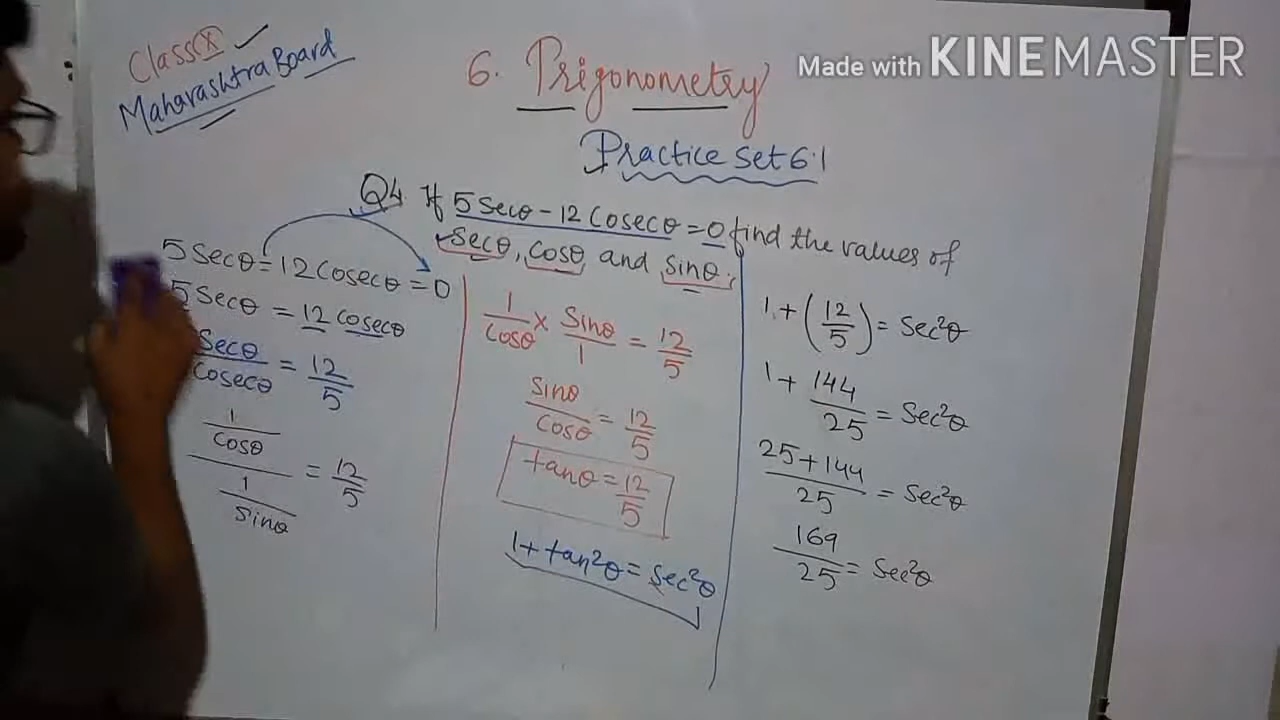 Class X ✓
Maharashtra Board
Made with KINEMASTER
6. Trigonometry
Practice Set 6.1
Q4 If 5 Secθ - 12 Cosecθ = 0 find the values of
Secθ, Cosθ and Sinθ.
5 Secθ = 12 Cosecθ = 0
5 Secθ = 12 Cosecθ
Secθ/Cosecθ = 12/5
(1/Cosθ)/(1/Sinθ) = 12/5
1/Cosθ × Sinθ/1 = 12/5
Sinθ/Cosθ = 12/5
tanθ = 12/5
1 + tan²θ = Sec²θ
1 + (12/5) = Sec²θ
1 + 144/25 = Sec²θ
(25+144)/25 = Sec²θ
169/25 = Sec²θ